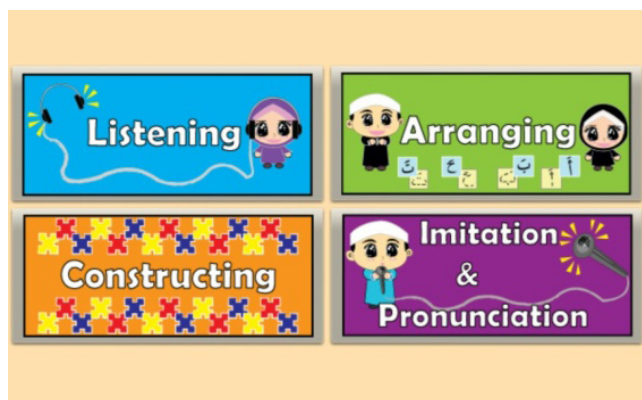 Listening
Arranging
Constructing
Imitation
&
Pronunciation